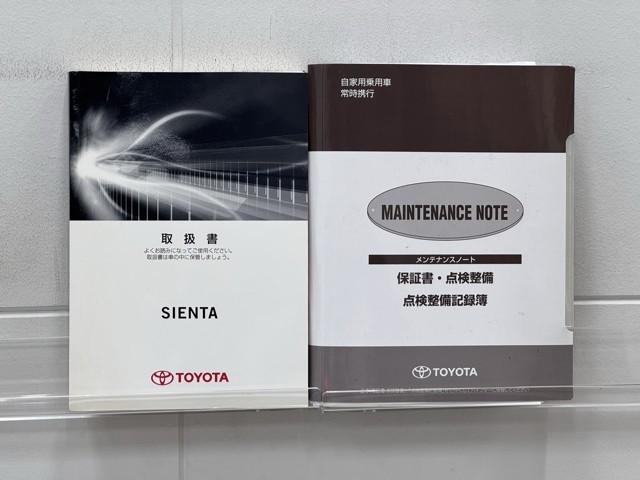 取扱書
よくお読みになってご使用ください。
取扱書は車の中に保管しましょう。
SIENTA
TOYOTA
自家用乗用車
常時携行
MAINTENANCE NOTE
メンテナンスノート
保証書・点検整備
点検整備記録簿
TOYOTA